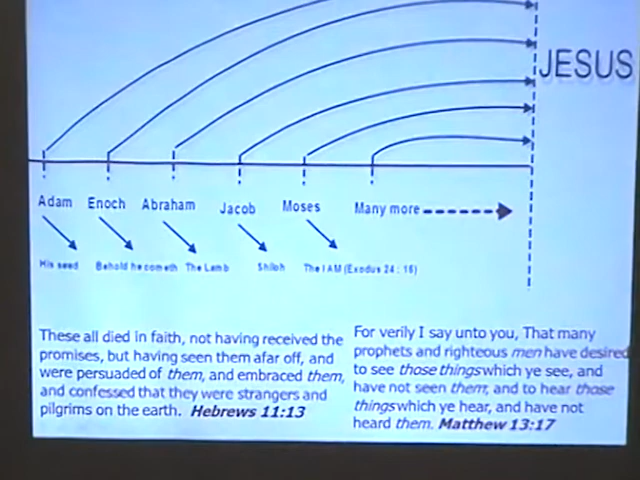 JESUS
Adam Enoch Abraham Jacob Moses Many more
His seed Behold he cometh The Lamb Shiloh The I AM (Exodus 24 : 16)
These all died in faith, not having received the
promises, but having seen them afar off, and
were persuaded of them, and embraced them,
and confessed that they were strangers and
pilgrims on the earth. Hebrews 11:13
For verily I say unto you, That many
prophets and righteous men have desired
to see those things which ye see, and
have not seen them; and to hear those
things which ye hear, and have not
heard them. Matthew 13:17